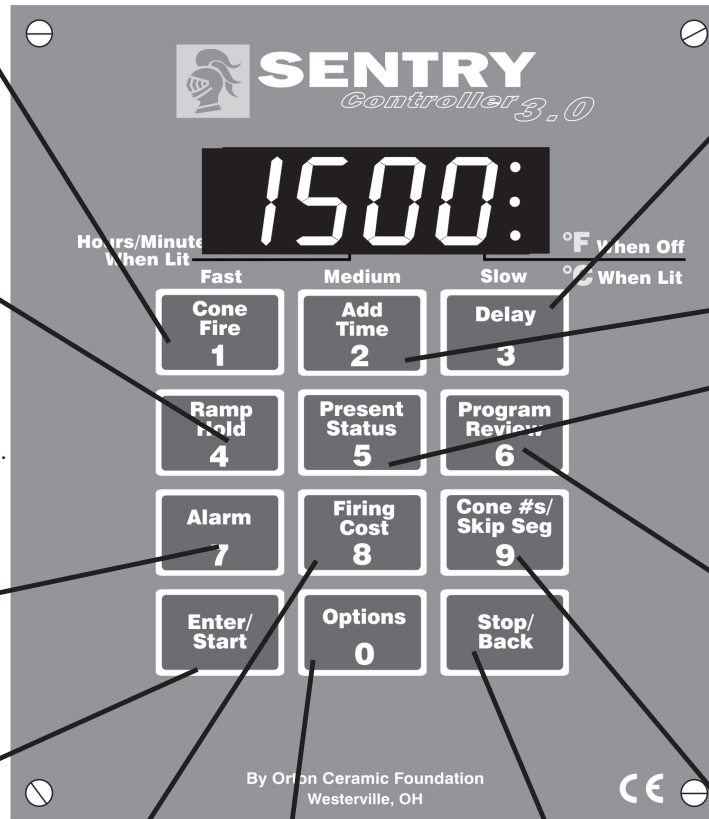 SENTRY
Controller 3.0
1500
Hours/Minute
When Lit
°F When Off
°C When Lit
Fast Medium Slow
Cone
Fire
1
Add
Time
2
Delay
3
Ramp
Hold
4
Present
Status
5
Program
Review
6
Alarm
7
Firing
Cost
8
Cone #s/
Skip Seg
9
Enter/
Start
Options
0
Stop/
Back
By Orton Ceramic Foundation
Westerville, OH
CE